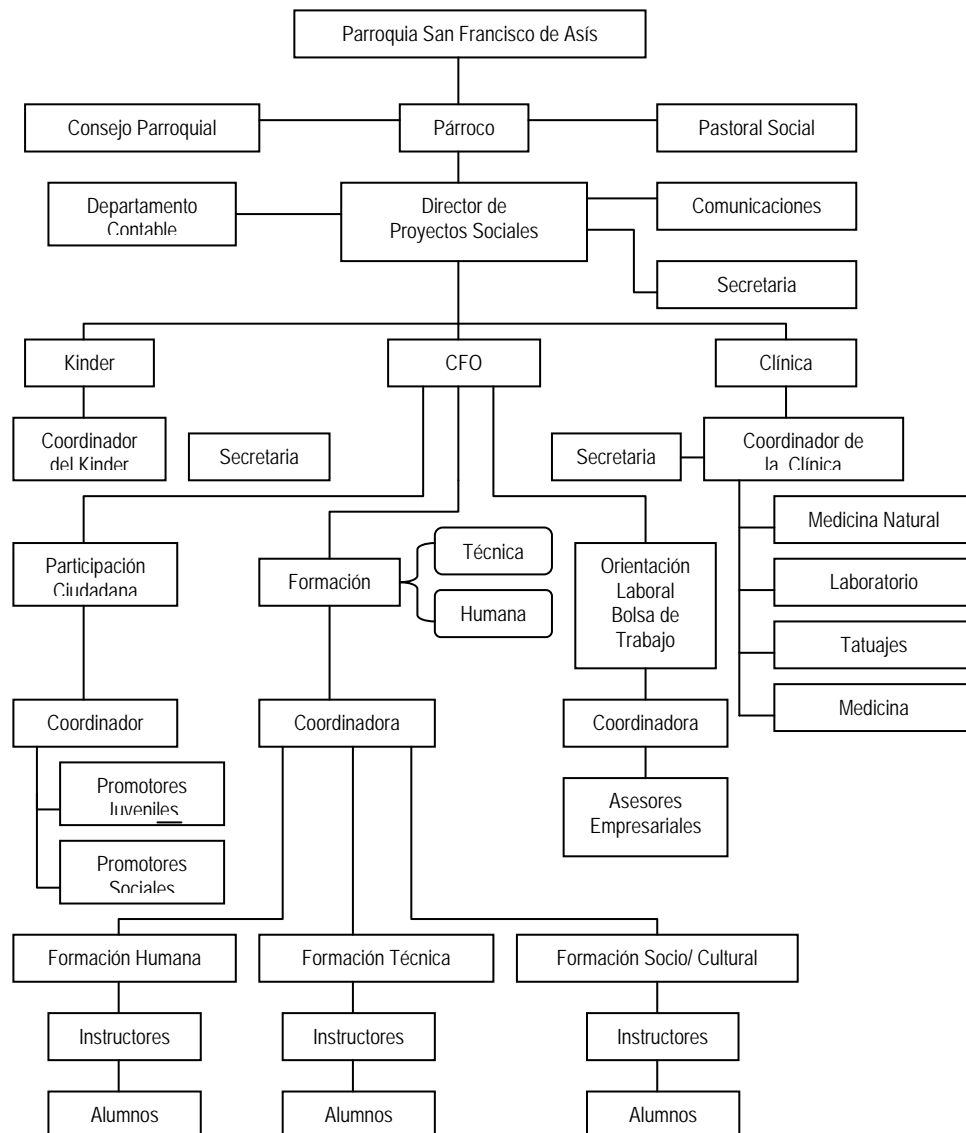 Parroquia San Francisco de Asís
Consejo Parroquial
Párroco
Pastoral Social
Departamento
Contable
Director de
Proyectos Sociales
Comunicaciones
Secretaria
Kinder
CFO
Clínica
Coordinador
del Kinder
Secretaria
Secretaria
Coordinador de
la Clínica
Medicina Natural
Participación
Ciudadana
Formación
Técnica
Humana
Orientación
Laboral
Bolsa de
Trabajo
Laboratorio
Tatuajes
Medicina
Coordinador
Coordinadora
Coordinadora
Promotores
Juveniles
Promotores
Sociales
Asesores
Empresariales
Formación Humana
Formación Técnica
Formación Socio/ Cultural
Instructores
Instructores
Instructores
Alumnos
Alumnos
Alumnos